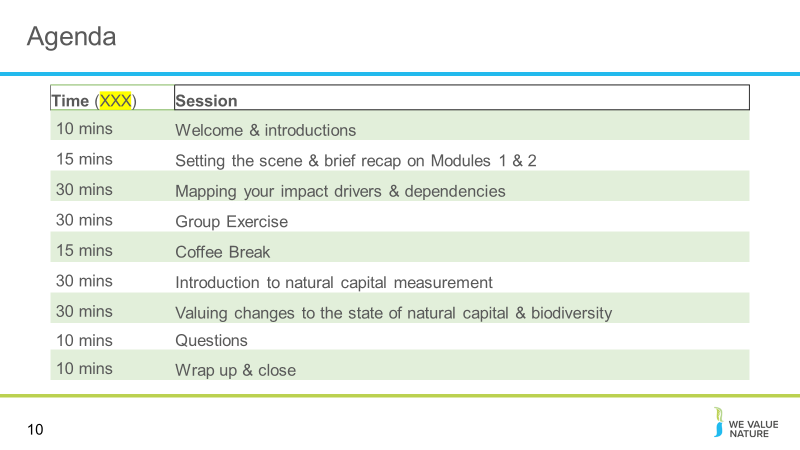 Agenda
Time (XXX) Session
10 mins Welcome & introductions
15 mins Setting the scene & brief recap on Modules 1 & 2
30 mins Mapping your impact drivers & dependencies
30 mins Group Exercise
15 mins Coffee Break
30 mins Introduction to natural capital measurement
30 mins Valuing changes to the state of natural capital & biodiversity
10 mins Questions
10 mins Wrap up & close
10
WE VALUE
NATURE